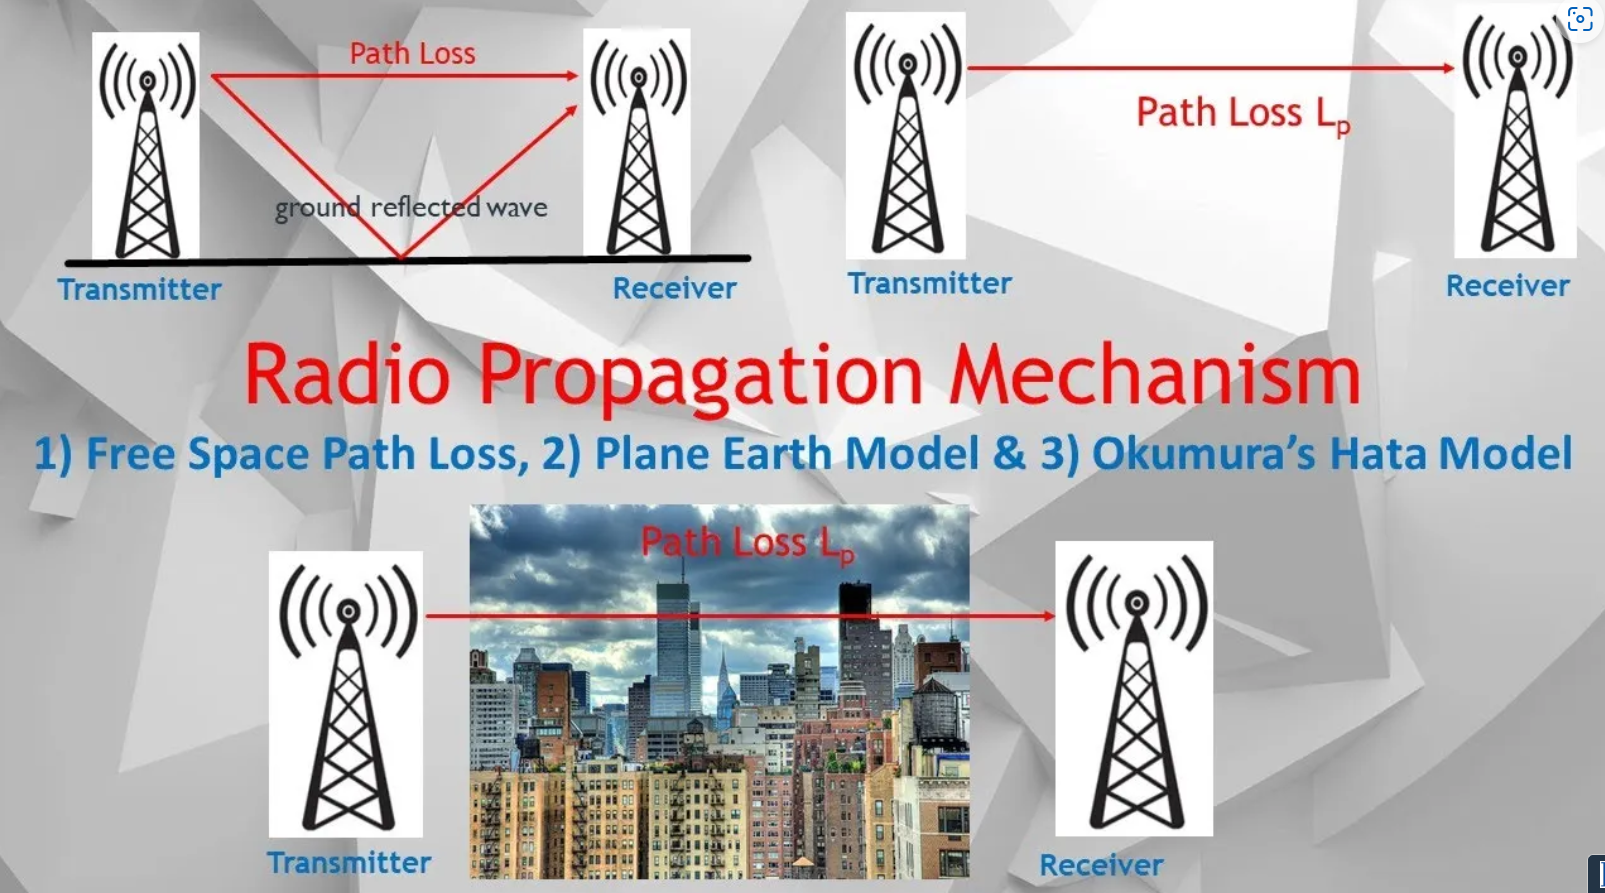 Path Loss
ground reflected wave
Transmitter
Receiver
Path Loss Lp
Transmitter
Receiver
Radio Propagation Mechanism
1) Free Space Path Loss, 2) Plane Earth Model & 3) Okumura’s Hata Model
Path Loss Lp
Transmitter
Receiver